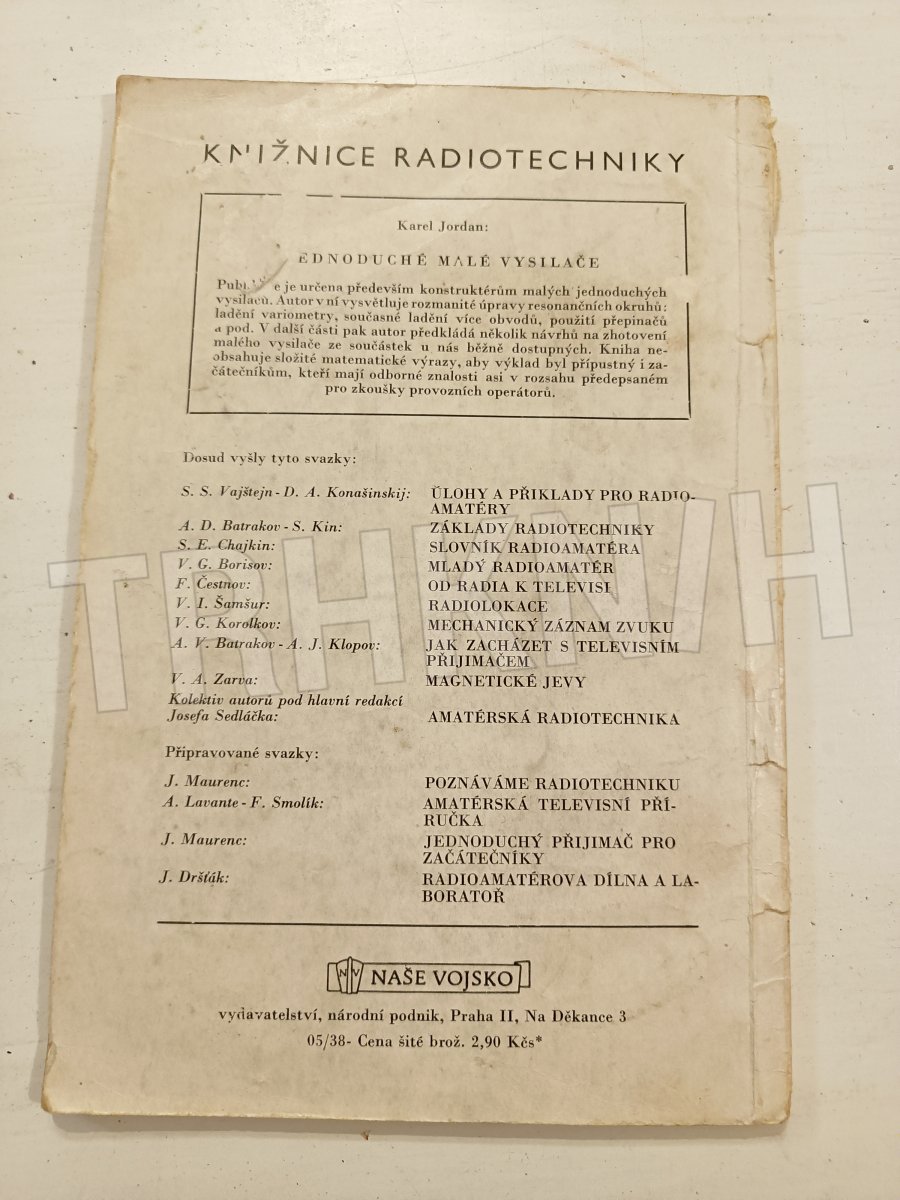 KNIŽNICE RADIOTECHNIKY
Karel Jordan:
EDNODUCHÉ MALÉ VYSILAČE
e je určena především konstruktérům malých jednoduchých
vysilačů. Autor v ní vysvětluje rozmanité úpravy resonančních okruhů:
ladění variometry, současné ladění více obvodů, použití přepinačů
a pod. V další části pak autor předkládá několik návrhů na zhotovení
malého vysilače ze součástek u nás běžně dostupných. Kniha ne-
obsahuje složité matematické výrazy, aby výklad byl přípustný i za-
čátečníkům, kteří mají odborné znalosti asi v rozsahu předepsaném
pro zkoušky provozních operátorů.
Dosud vyšly tyto svazky:
S. S. Vajštejn - D. A. Konašinskij: ÚLOHY A PŘIKLADY PRO RADIO-
AMATÉRY
A. D. Batrakov - S. Kin: ZÁKLADY RADIOTECHNIKY
S. E. Chajkin: SLOVNÍK RADIOAMATÉRA
V. G. Borisov: MLADÝ RADIOAMATÉR
F. Čestnov: OD RADIA K TELEVISI
V. I. Šamšur: RADIOLOKACE
V. G. Korolkov: MECHANICKÝ ZÁZNAM ZVUKU
A. V. Batrakov - A. J. Klopov: JAK ZACHÁZET S TELEVISNÍM
PŘIJIMAČEM
V. A. Zarva: MAGNETICKÉ JEVY
Kolektiv autorů pod hlavní redakcí
Josefa Sedláčka: AMATÉRSKÁ RADIOTECHNIKA
Připravované svazky:
J. Maurenc: POZNÁVÁME RADIOTECHNIKU
A. Lavante - F. Smolík: AMATÉRSKÁ TELEVISNÍ PŘÍ-
RUČKA
J. Maurenc: JEDNODUCHÝ PŘIJIMAČ PRO
ZAČÁTEČNÍKY
J. Dršťák: RADIOAMATÉROVA DÍLNA A LA-
BORATOŘ
NV NAŠE VOJSKO
vydavatelství, národní podnik, Praha II, Na Děkance 3
05/38- Cena šité brož. 2,90 Kčs*
TRHKNIH